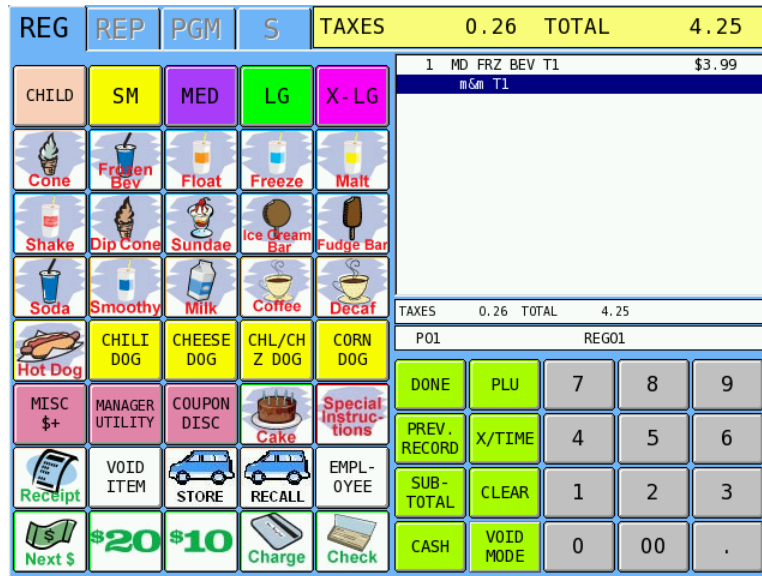 REG REP PGM S TAXES 0.26 TOTAL 4.25
1 MD FRZ BEV T1 $3.99
m&m T1
CHILD SM MED LG X-LG
Cone Frozen Bev Float Freeze Malt
Shake Dip Cone Sundae Ice Cream Bar Fudge Bar
Soda Smoothy Milk Coffee Decaf
TAXES 0.26 TOTAL 4.25
PO1 REG01
Hot Dog CHILI DOG CHEESE DOG CHL/CH Z DOG CORN DOG
MISC $+ MANAGER UTILITY COUPON DISC Cake Special Instruc-tions
Receipt VOID ITEM STORE RECALL EMPL-OYEE
Next $ $20 $10 Charge Check
DONE PLU 7 8 9
PREV. RECORD X/TIME 4 5 6
SUB-TOTAL CLEAR 1 2 3
CASH VOID MODE 0 00 .